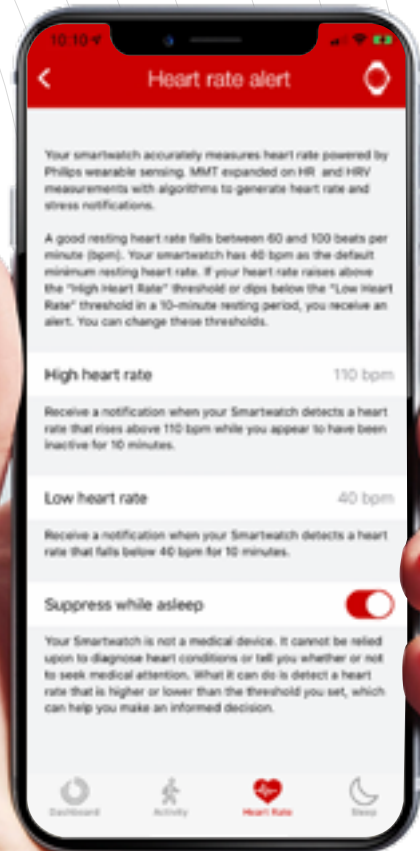 10:10
Heart rate alert
Your smartwatch accurately measures heart rate powered by
Philips wearable sensing. MMT expanded on HR and HRV
measurements with algorithms to generate heart rate and
stress notifications.
A good resting heart rate falls between 60 and 100 beats per
minute (bpm). Your smartwatch has 40 bpm as the default
minimum resting heart rate. If your heart rate raises above
the "High Heart Rate" threshold or dips below the "Low Heart
Rate" threshold in a 10-minute resting period, you receive an
alert. You can change these thresholds.
High heart rate 110 bpm
Receive a notification when your Smartwatch detects a heart
rate that rises above 110 bpm while you appear to have been
inactive for 10 minutes.
Low heart rate 40 bpm
Receive a notification when your Smartwatch detects a heart
rate that falls below 40 bpm for 10 minutes.
Suppress while asleep
Your Smartwatch is not a medical device. It cannot be relied
upon to diagnose heart conditions or tell you whether or not
to seek medical attention. What it can do is detect a heart
rate that is higher or lower than the threshold you set, which
can help you make an informed decision.
Dashboard Activity Heart Rate Sleep